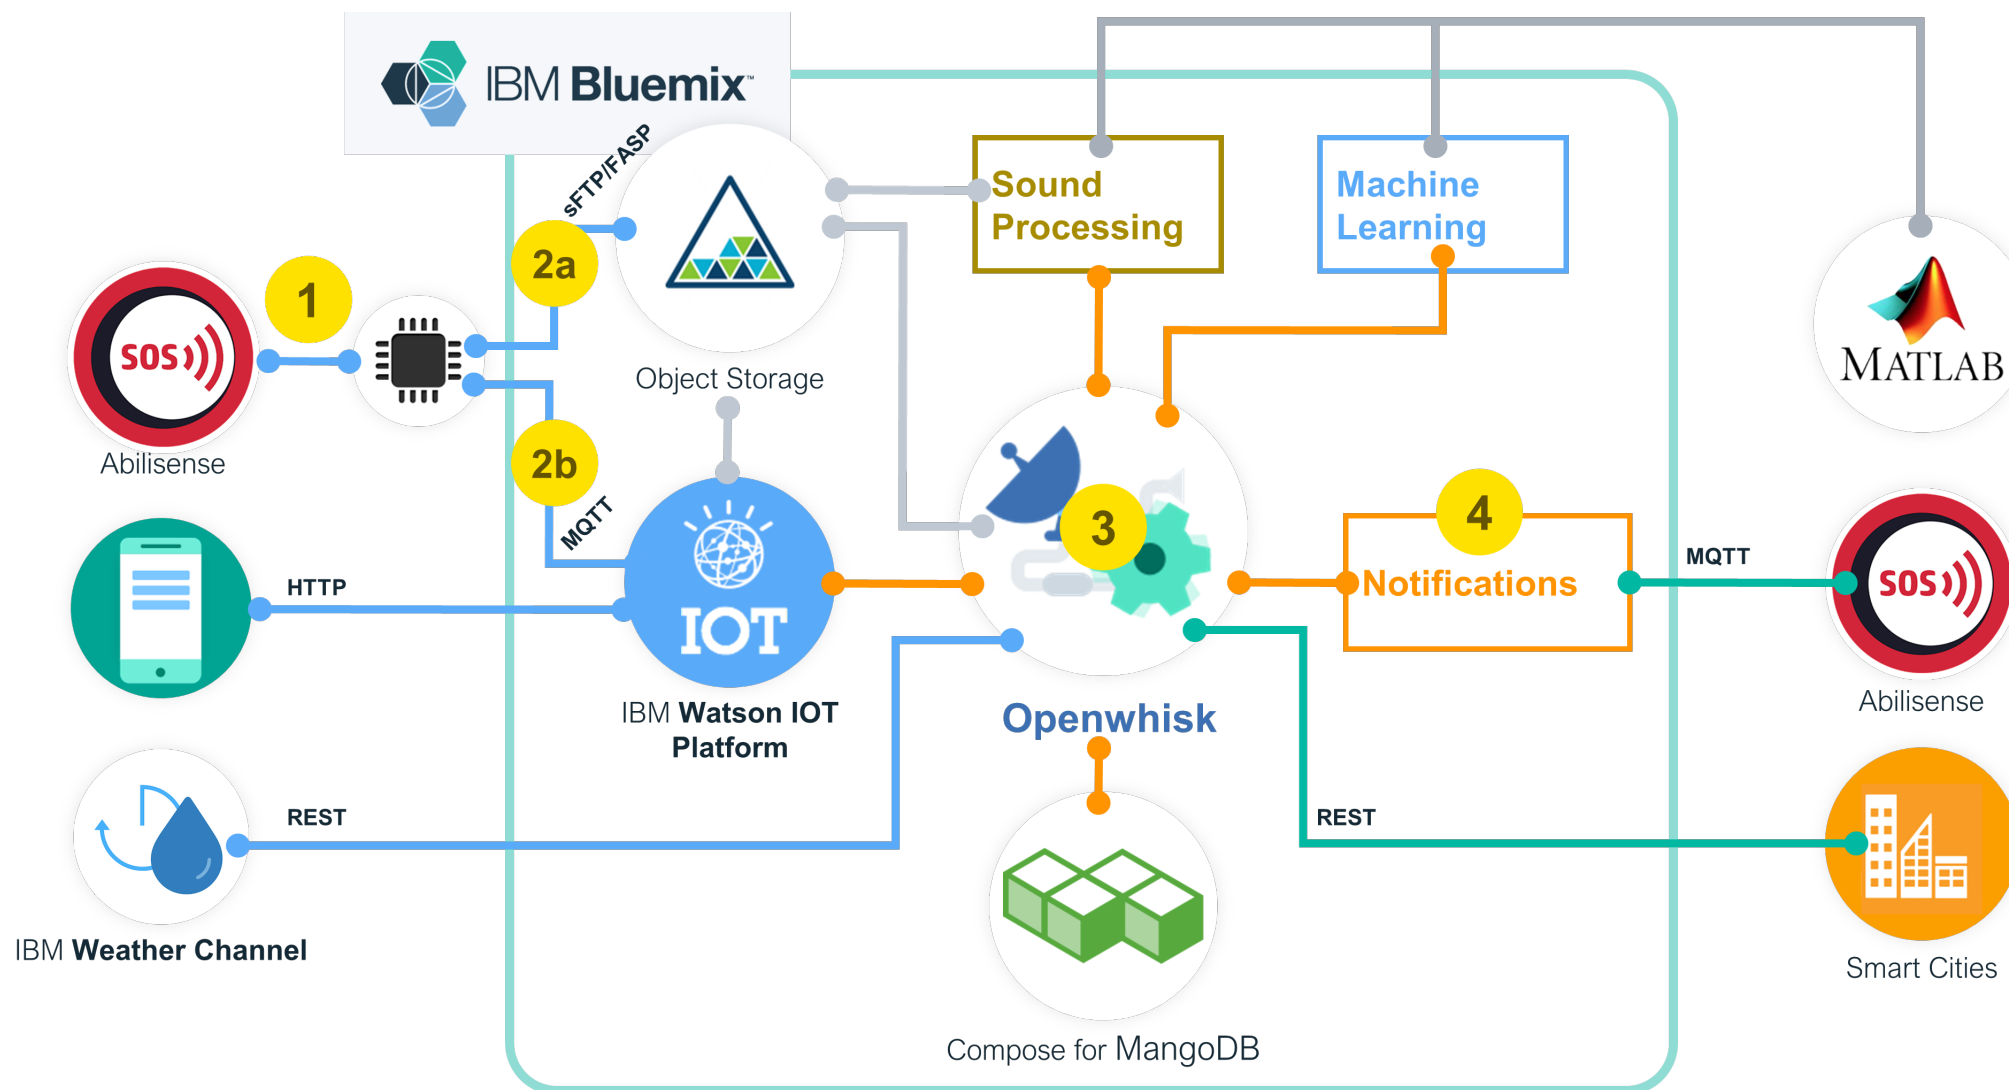 IBM Bluemix™
sFTP/FASP
Sound
Processing
Machine
Learning
2a
1
SOS
Object Storage
MATLAB
Abilisense
2b
MQTT
3
4
IOT
HTTP
Notifications
MQTT
SOS
IBM Watson IOT
Platform
Openwhisk
Abilisense
REST
REST
IBM Weather Channel
Smart Cities
Compose for MangoDB